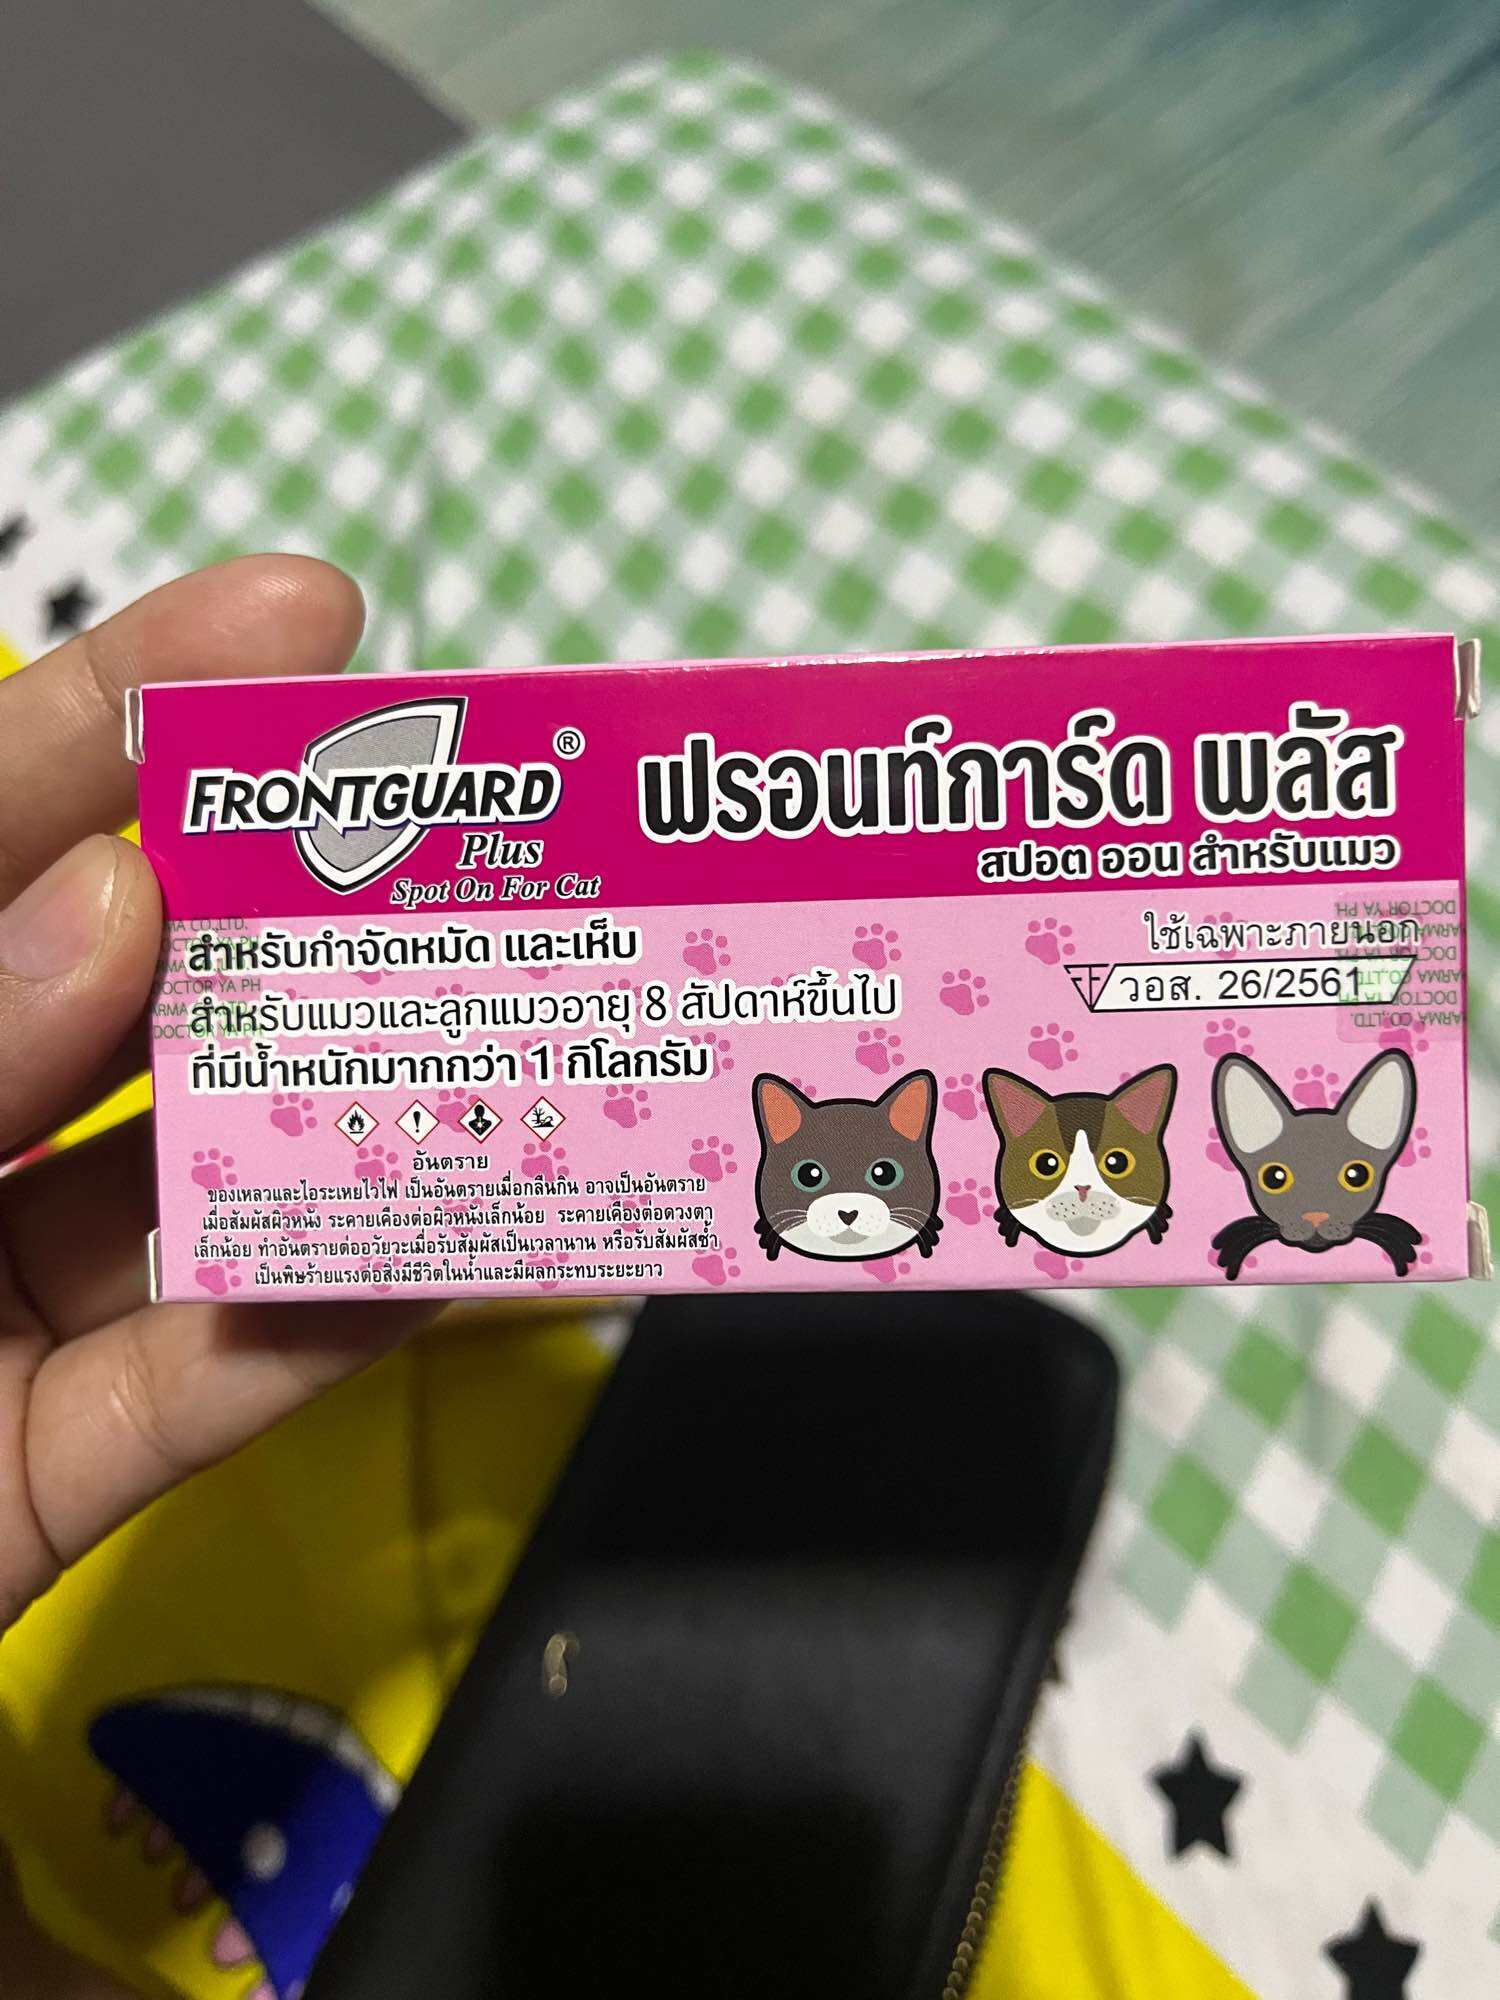 FRONTGUARD
®
Plus
Spot On For Cat
ฟรอนท์การ์ด พลัส
สปอต ออน สำหรับแมว
สำหรับกำจัดหมัด และเห็บ
สำหรับแมวและลูกแมวอายุ 8 สัปดาห์ขึ้นไป
ที่มีน้ำหนักมากกว่า 1 กิโลกรัม
ใช้เฉพาะภายนอก
วอส. 26/2561
อันตราย
ของเหลวและไอระเหยไวไฟ เป็นอันตรายเมื่อกลืนกิน อาจเป็นอันตราย
เมื่อสัมผัสผิวหนัง ระคายเคืองต่อผิวหนังเล็กน้อย ระคายเคืองต่อดวงตา
เล็กน้อย ทำอันตรายต่ออวัยวะเมื่อรับสัมผัสเป็นเวลานาน หรือรับสัมผัสซ้ำ
เป็นพิษร้ายแรงต่อสิ่งมีชีวิตในน้ำและมีผลกระทบระยะยาว
MA CO.,LTD.
DOCTOR YA PH
DOCTOR YA PH
DOCTOR YA PH
ARMA CO.,LTD.